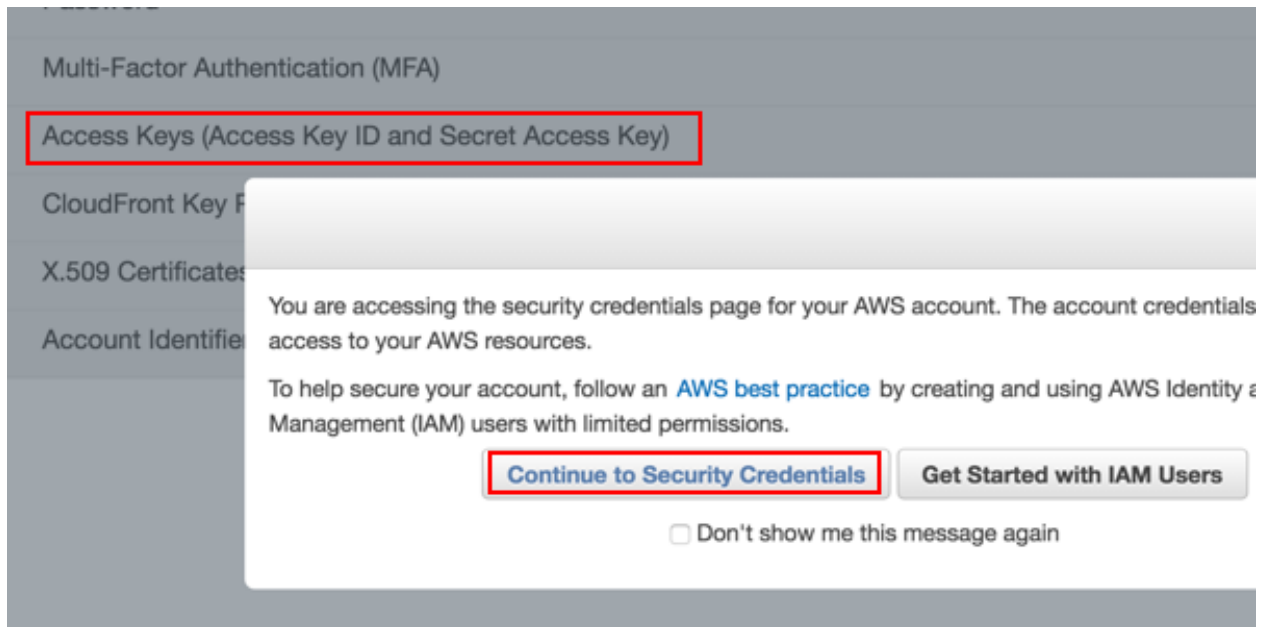 Multi-Factor Authentication (MFA)
Access Keys (Access Key ID and Secret Access Key)
CloudFront Key
X.509 Certificates
Account
You are accessing the security credentials page for your AWS account. The account credentials
access to your AWS resources.
To help secure your account, follow an AWS best practice by creating and using AWS Identity
Management (IAM) users with limited permissions.
Continue to Security Credentials
Get Started with IAM Users
Don't show me this message again